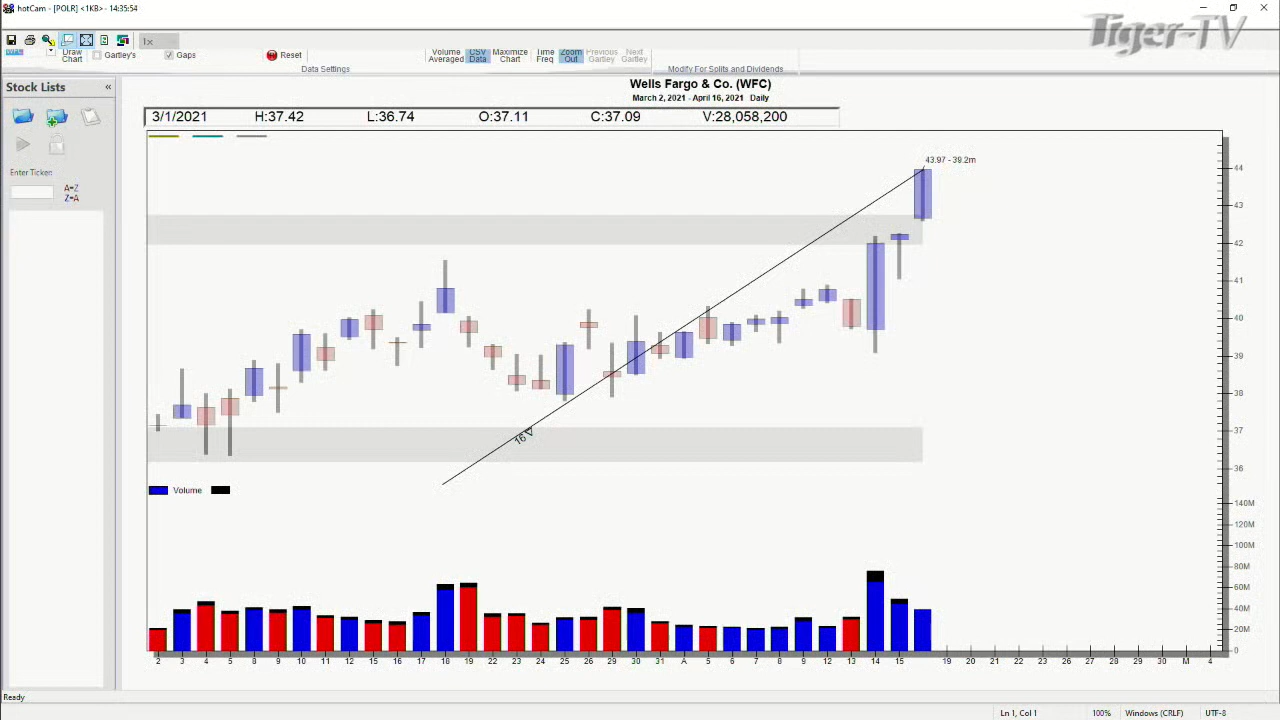 hotCam - [POLR] <1KB> - 14:35:54
Tiger-TV
Draw Chart
Gartley's
Gaps
Reset
Volume Averaged
CSV Data
Maximize Chart
Time Freq
Zoom Out
Previous Gartley
Next Gartley
Data Settings
Modify For Splits and Dividends
Stock Lists
Enter Ticker:
A=Z
Z=A
Wells Fargo & Co. (WFC)
March 2, 2021 - April 16, 2021 Daily
3/1/2021 H:37.42 L:36.74 O:37.11 C:37.09 V:28,058,200
43.97 - 39.2m
44
43
42
41
40
39
38
37
36
16 V
Volume
140M
120M
100M
80M
60M
40M
20M
0
2 3 4 5 8 9 10 11 12 15 16 17 18 19 22 23 24 25 26 29 30 31 A 5 6 7 8 9 12 13 14 15 19 20 21 22 23 26 27 28 29 30 M 4
Ready
Ln 1, Col 1 100% Windows (CRLF) UTF-8